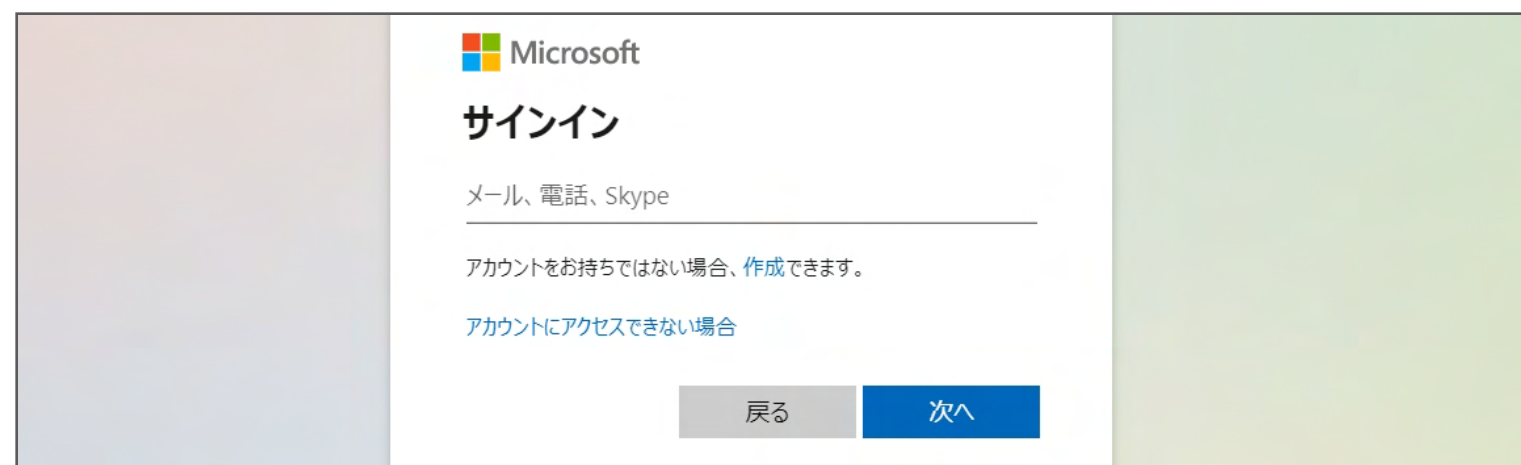 Microsoft
サインイン
メール、電話、Skype
アカウントをお持ちではない場合、作成できます。
アカウントにアクセスできない場合
戻る
次へ